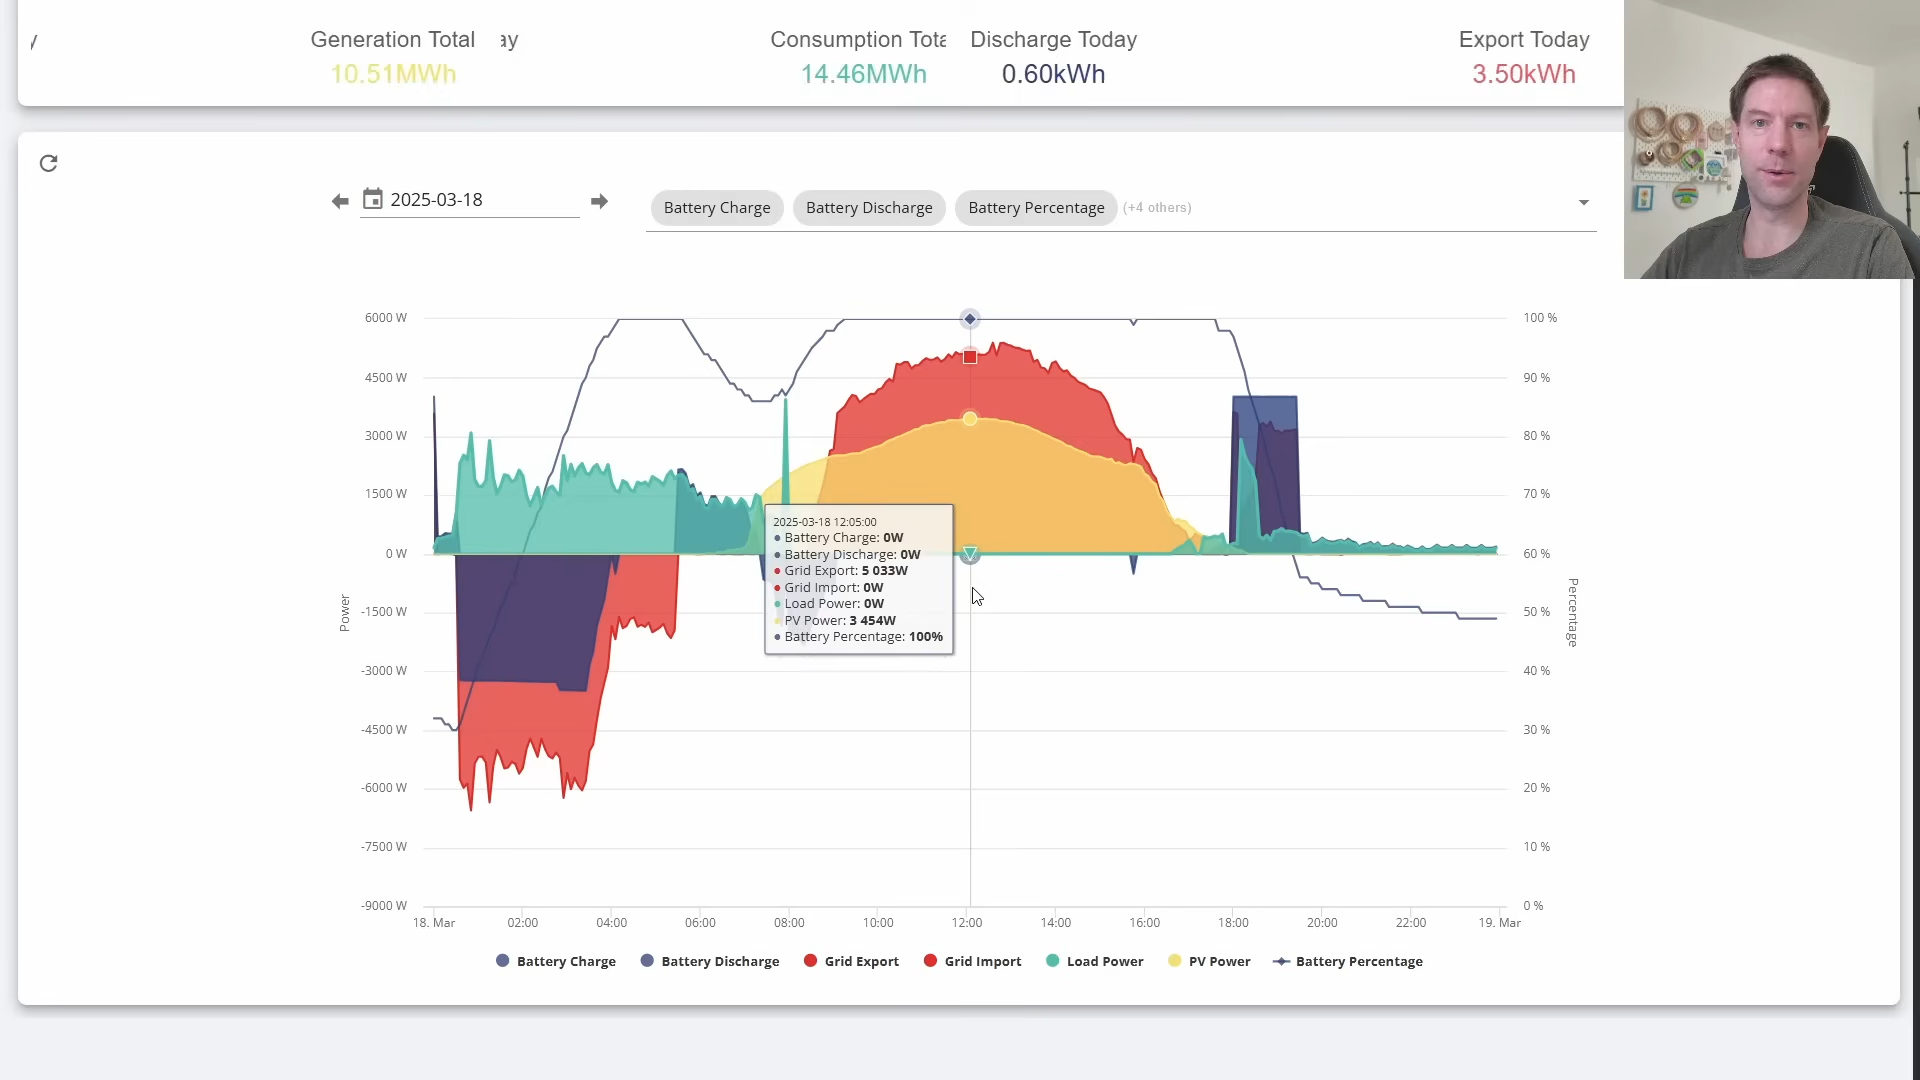 y
Generation Total
ay
Consumption Tota
Discharge Today
Export Today
10.51MWh
14.46MWh
0.60kWh
3.50kWh
2025-03-18
Battery Charge
Battery Discharge
Battery Percentage
(+4 others)
6000 W
4500 W
3000 W
1500 W
0 W
-1500 W
-3000 W
-4500 W
-6000 W
-7500 W
-9000 W
Power
2025-03-18 12:05:00
Battery Charge: 0W
Battery Discharge: 0W
Grid Export: 5 033W
Grid Import: 0W
Load Power: 0W
PV Power: 3 454W
Battery Percentage: 100%
100 %
90 %
80 %
70 %
60 %
50 %
40 %
30 %
20 %
10 %
0 %
Percentage
18. Mar
02:00
04:00
06:00
08:00
10:00
12:00
14:00
16:00
18:00
20:00
22:00
19. Mar
Battery Charge
Battery Discharge
Grid Export
Grid Import
Load Power
PV Power
Battery Percentage